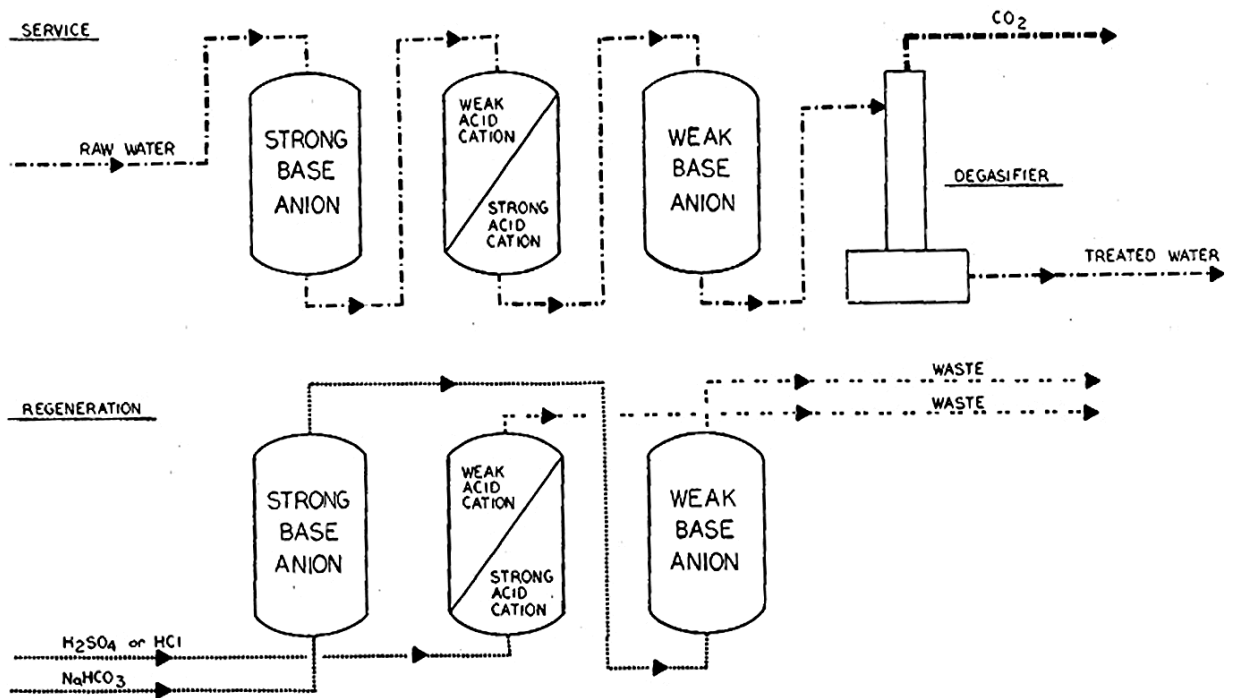 SERVICE
CO2
RAW WATER
STRONG
BASE
ANION
WEAK
ACID
CATION
STRONG
ACID
CATION
WEAK
BASE
ANION
DEGASIFIER
TREATED WATER
REGENERATION
WASTE
WASTE
STRONG
BASE
ANION
WEAK
ACID
CATION
STRONG
ACID
CATION
WEAK
BASE
ANION
H2SO4 or HCl
NaHCO3